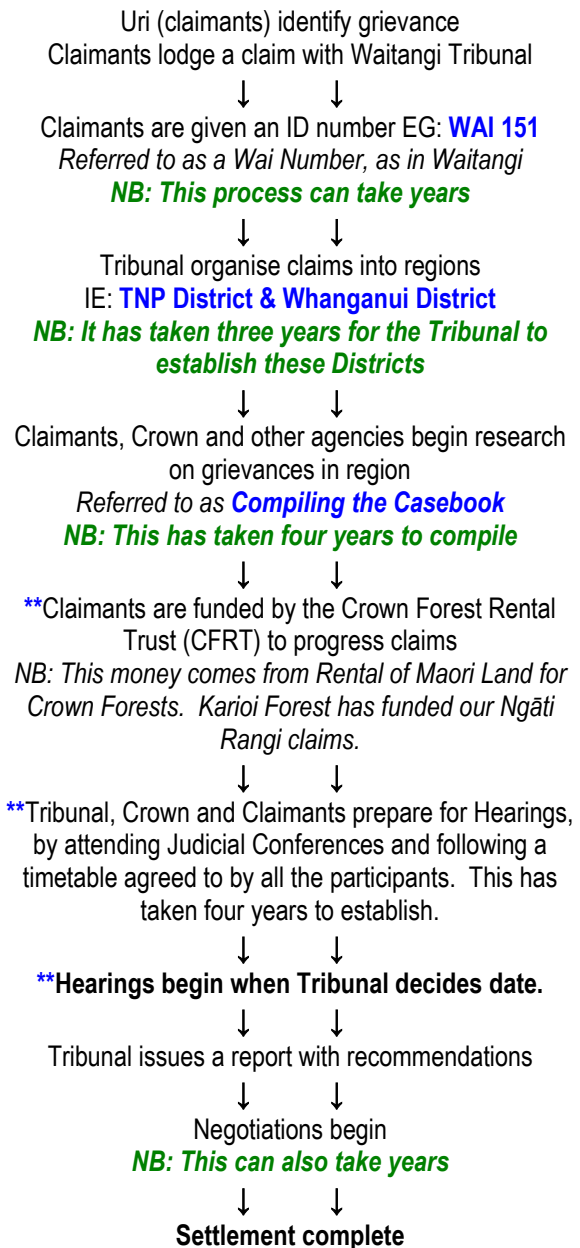 Uri (claimants) identify grievance
Claimants lodge a claim with Waitangi Tribunal
↓ ↓
Claimants are given an ID number EG: WAI 151
Referred to as a Wai Number, as in Waitangi
NB: This process can take years
↓ ↓
Tribunal organise claims into regions
IE: TNP District & Whanganui District
NB: It has taken three years for the Tribunal to
establish these Districts
↓ ↓
Claimants, Crown and other agencies begin research
on grievances in region
Referred to as Compiling the Casebook
NB: This has taken four years to compile
↓ ↓
**Claimants are funded by the Crown Forest Rental
Trust (CFRT) to progress claims
NB: This money comes from Rental of Maori Land for
Crown Forests.  Karioi Forest has funded our Ngāti
Rangi claims.
↓ ↓
**Tribunal, Crown and Claimants prepare for Hearings,
by attending Judicial Conferences and following a
timetable agreed to by all the participants.  This has
taken four years to establish.
↓ ↓
**Hearings begin when Tribunal decides date.
↓ ↓
Tribunal issues a report with recommendations
↓ ↓
Negotiations begin
NB: This can also take years
↓ ↓
Settlement complete